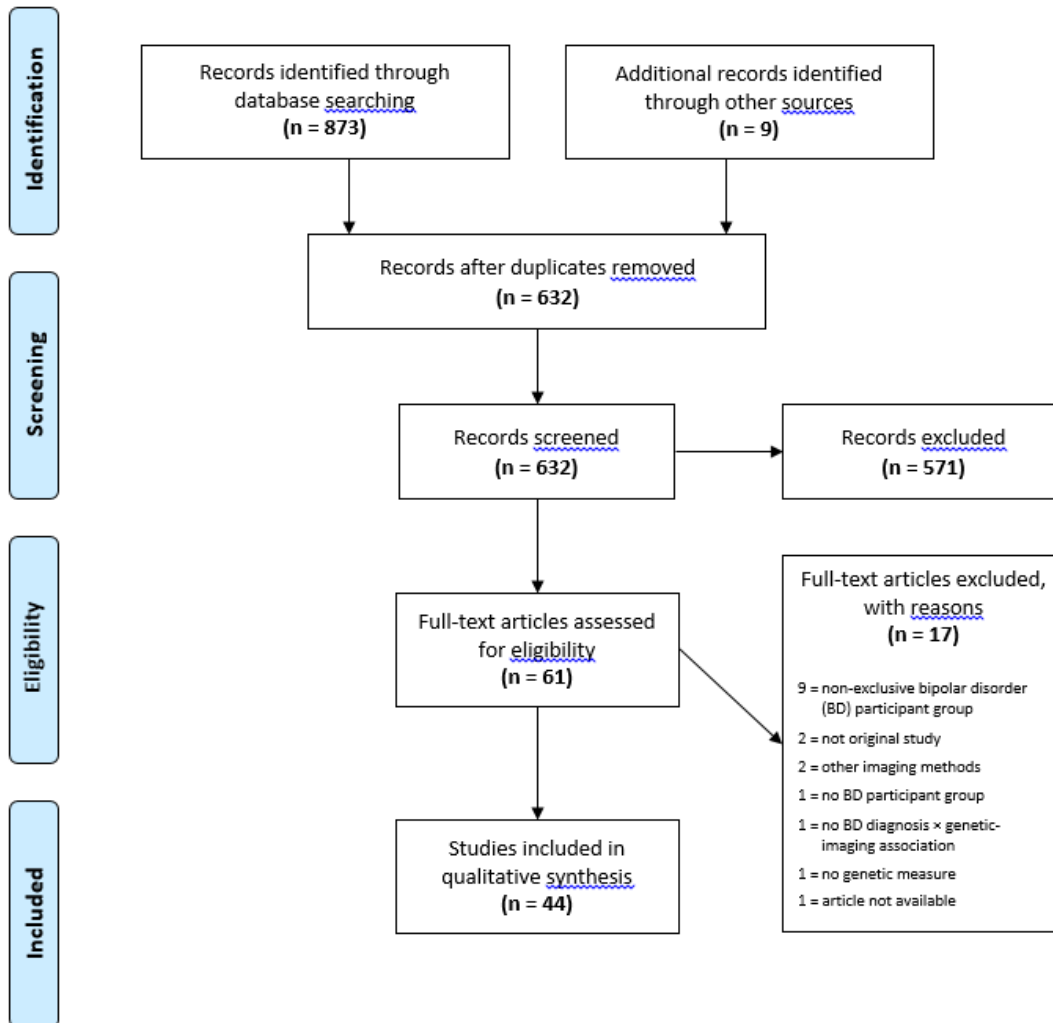 Identification
Records identified through
database searching
(n = 873)
Additional records identified
through other sources
(n = 9)
Records after duplicates removed
(n = 632)
Screening
Records screened
(n = 632)
Records excluded
(n = 571)
Eligibility
Full-text articles assessed
for eligibility
(n = 61)
Full-text articles excluded,
with reasons
(n = 17)
9 = non-exclusive bipolar disorder
(BD) participant group
2 = not original study
2 = other imaging methods
1 = no BD participant group
1 = no BD diagnosis × genetic-
imaging association
1 = no genetic measure
1 = article not available
Included
Studies included in
qualitative synthesis
(n = 44)